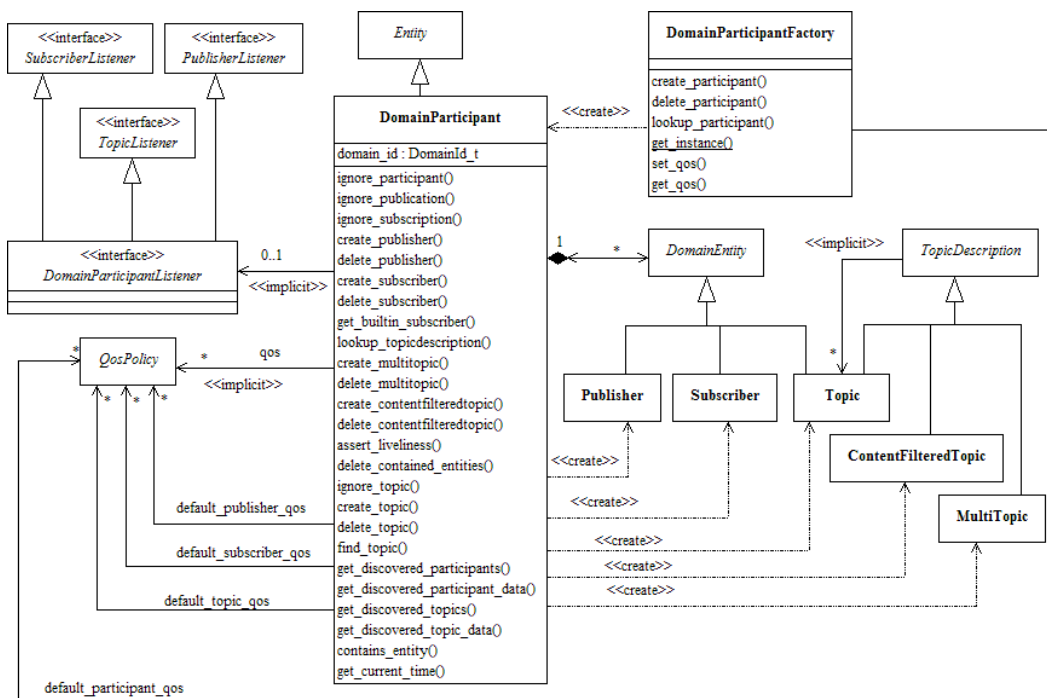 <<interface>>
SubscriberListener
<<interface>>
PublisherListener
<<interface>>
TopicListener
<<interface>>
DomainParticipantListener
Entity
DomainParticipant
domain_id : DomainId_t
ignore_participant()
ignore_publication()
ignore_subscription()
create_publisher()
delete_publisher()
create_subscriber()
delete_subscriber()
get_builtin_subscriber()
lookup_topicdescription()
create_multitopic()
delete_multitopic()
create_contentfilteredtopic()
delete_contentfilteredtopic()
assert_liveliness()
delete_contained_entities()
ignore_topic()
create_topic()
delete_topic()
find_topic()
get_discovered_participants()
get_discovered_participant_data()
get_discovered_topics()
get_discovered_topic_data()
contains_entity()
get_current_time()
DomainParticipantFactory
create_participant()
delete_participant()
lookup_participant()
get_instance()
set_qos()
get_qos()
<<create>>
0..1
<<implicit>>
QosPolicy
*
*
qos
<<implicit>>
*
*
*
default_publisher_qos
default_subscriber_qos
default_topic_qos
default_participant_qos
1
*
DomainEntity
<<implicit>>
TopicDescription
*
Publisher
Subscriber
Topic
ContentFilteredTopic
MultiTopic
<<create>>
<<create>>
<<create>>
<<create>>
<<create>>